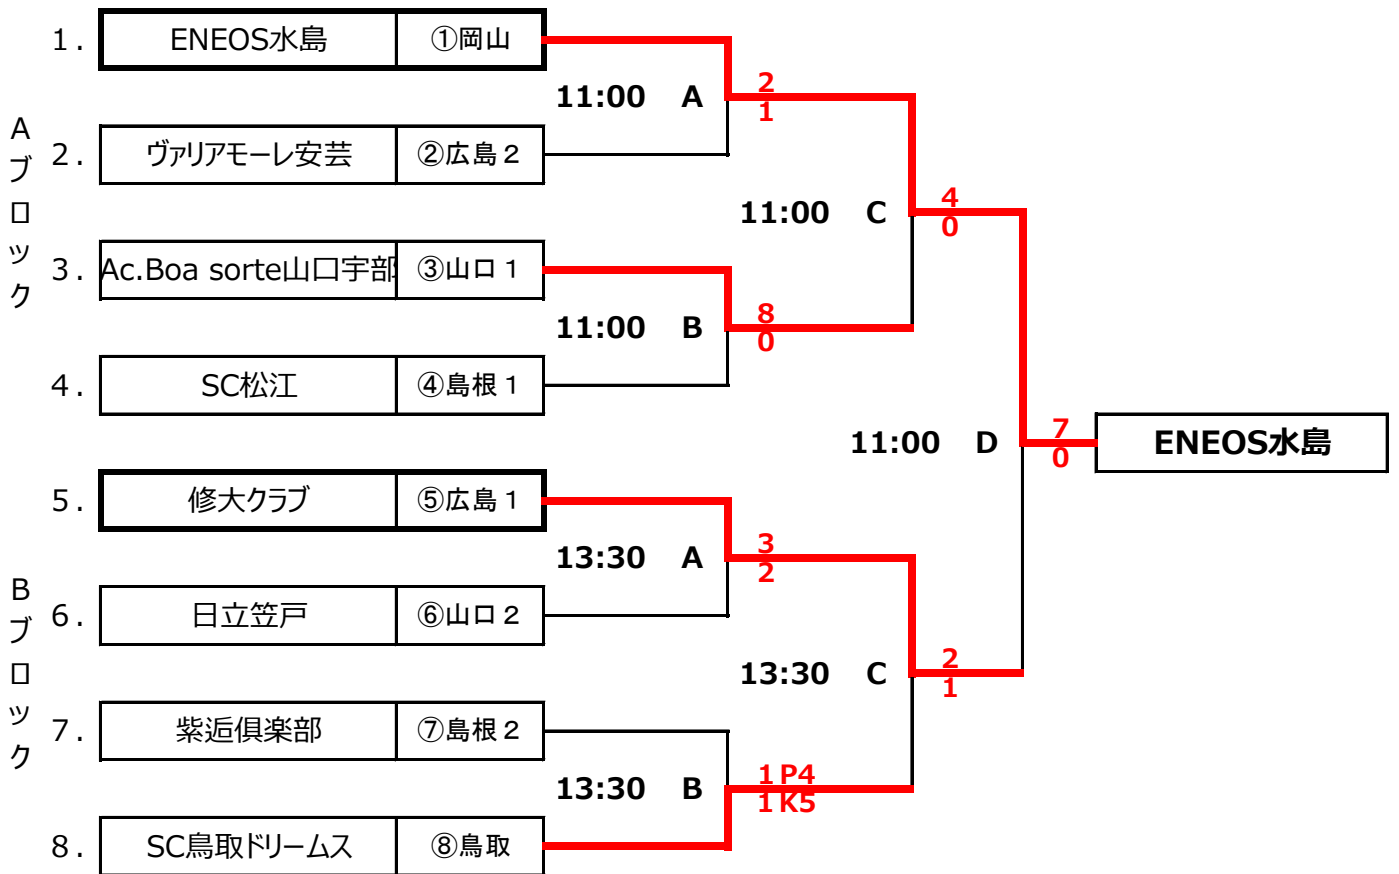 1. ENEOS水島 ①岡山
11:00 A
2
1
Aブロック
2. ヴァリアモーレ安芸 ②広島２
11:00 C
4
0
3. Ac.Boa sorte山口宇部 ③山口１
11:00 B
8
0
4. SC松江 ④島根１
11:00 D
7
0
ENEOS水島
5. 修大クラブ ⑤広島１
13:30 A
3
2
Bブロック
6. 日立笠戸 ⑥山口２
13:30 C
2
1
7. 紫逅倶楽部 ⑦島根２
13:30 B
1 P4
1 K5
8. SC鳥取ドリームス ⑧鳥取